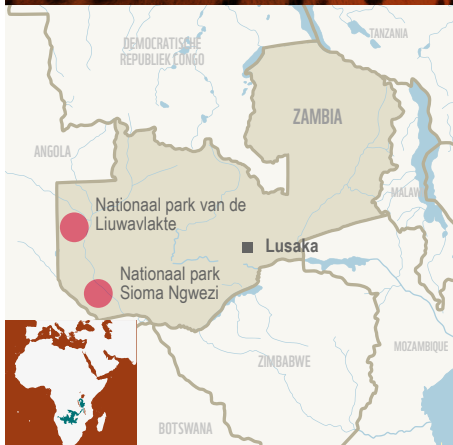 TANZANIA
DEMOCRATISCHE
REPUBLIEK CONGO
ZAMBIA
ANGOLA
MALAW
Nationaal park van de
Liuwavlakte
Lusaka
Nationaal park
Sioma Ngwezi
MOZAMBIQUE
ZIMBABWE
BOTSWANA